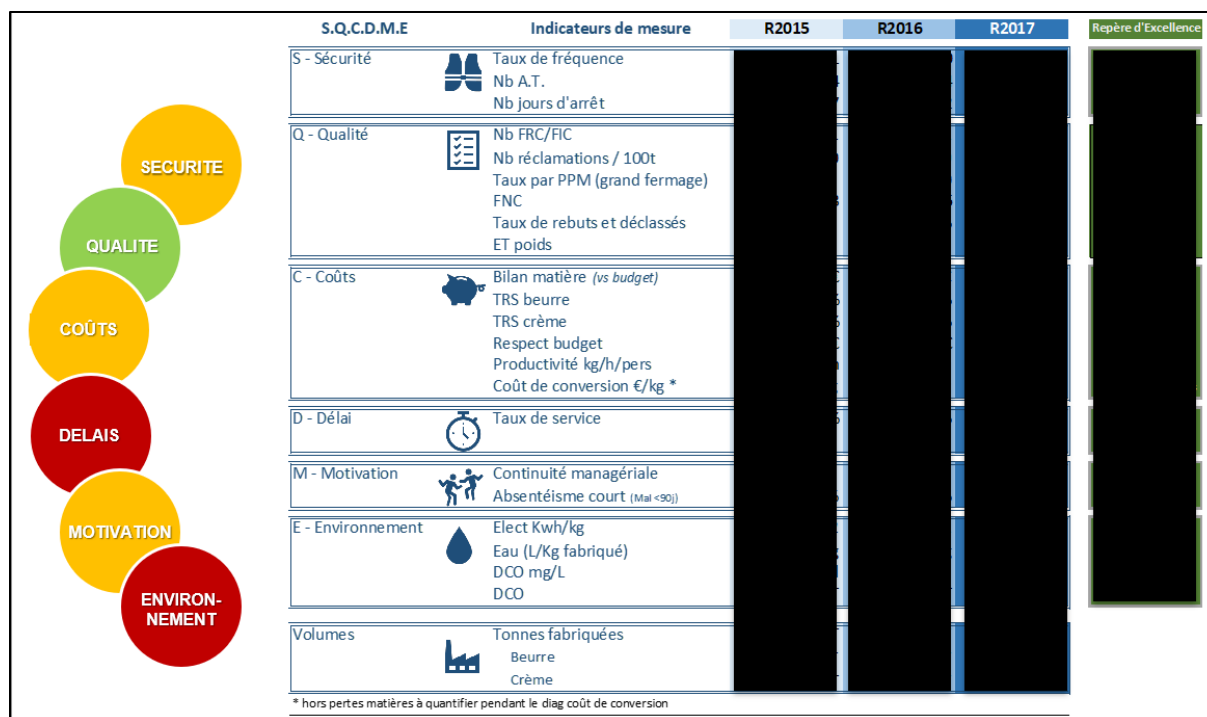 S.Q.C.D.M.E Indicateurs de mesure R2015 R2016 R2017 Repère d'Excellence
S - Sécurité Taux de fréquence
Nb A.T.
Nb jours d'arrêt
Q - Qualité Nb FRC/FIC
Nb réclamations / 100t
Taux par PPM (grand fermage)
FNC
Taux de rebuts et déclassés
ET poids
C - Coûts Bilan matière (vs budget)
TRS beurre
TRS crème
Respect budget
Productivité kg/h/pers
Coût de conversion €/kg *
D - Délai Taux de service
M - Motivation Continuité managériale
Absentéisme court (Mal <90j)
E - Environnement Elect Kwh/kg
Eau (L/Kg fabriqué)
DCO mg/L
DCO
Volumes Tonnes fabriquées
Beurre
Crème
* hors pertes matières à quantifier pendant le diag coût de conversion
SECURITE
QUALITE
COÛTS
DELAIS
MOTIVATION
ENVIRON-
NEMENT